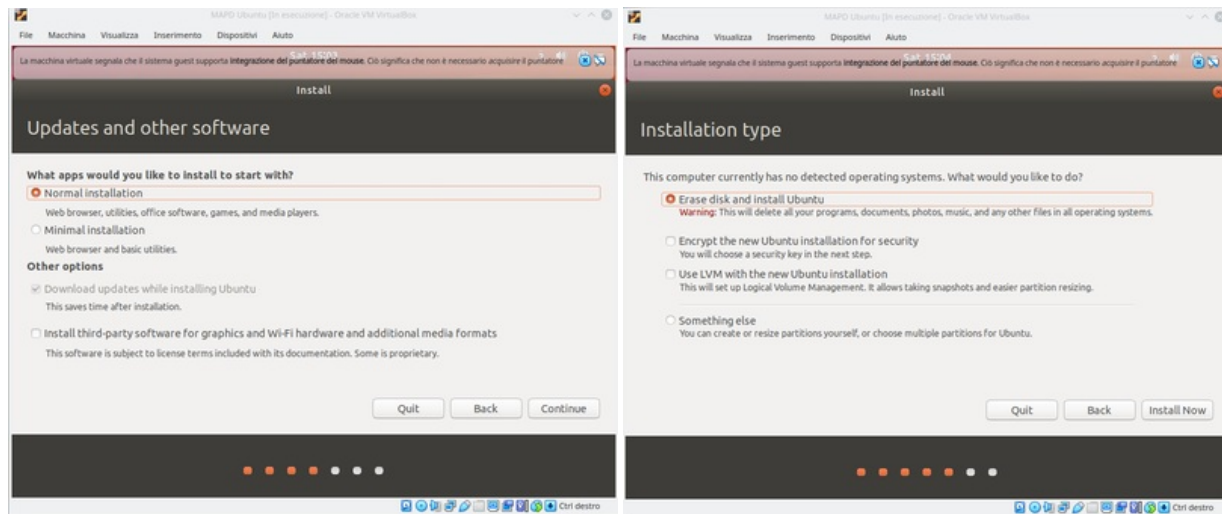 MAPD Ubuntu [In esecuzione] - Oracle VM VirtualBox
File Macchina Visualizza Inserimento Dispositivi Aiuto
Sat 15:03
La macchina virtuale segnala che il sistema guest supporta integrazione del puntatore del mouse. Ciò significa che non è necessario acquisire il puntatore
Install
Updates and other software
What apps would you like to install to start with?
Normal installation
Web browser, utilities, office software, games, and media players.
Minimal installation
Web browser and basic utilities.
Other options
Download updates while installing Ubuntu
This saves time after installation.
Install third-party software for graphics and Wi-Fi hardware and additional media formats
This software is subject to license terms included with its documentation. Some is proprietary.
Quit Back Continue
Ctrl destro
MAPD Ubuntu [In esecuzione] - Oracle VM VirtualBox
File Macchina Visualizza Inserimento Dispositivi Aiuto
Sat 15:04
La macchina virtuale segnala che il sistema guest supporta integrazione del puntatore del mouse. Ciò significa che non è necessario acquisire il puntatore
Install
Installation type
This computer currently has no detected operating systems. What would you like to do?
Erase disk and install Ubuntu
Warning: This will delete all your programs, documents, photos, music, and any other files in all operating systems.
Encrypt the new Ubuntu installation for security
You will choose a security key in the next step.
Use LVM with the new Ubuntu installation
This will set up Logical Volume Management. It allows taking snapshots and easier partition resizing.
Something else
You can create or resize partitions yourself, or choose multiple partitions for Ubuntu.
Quit Back Install Now
Ctrl destro